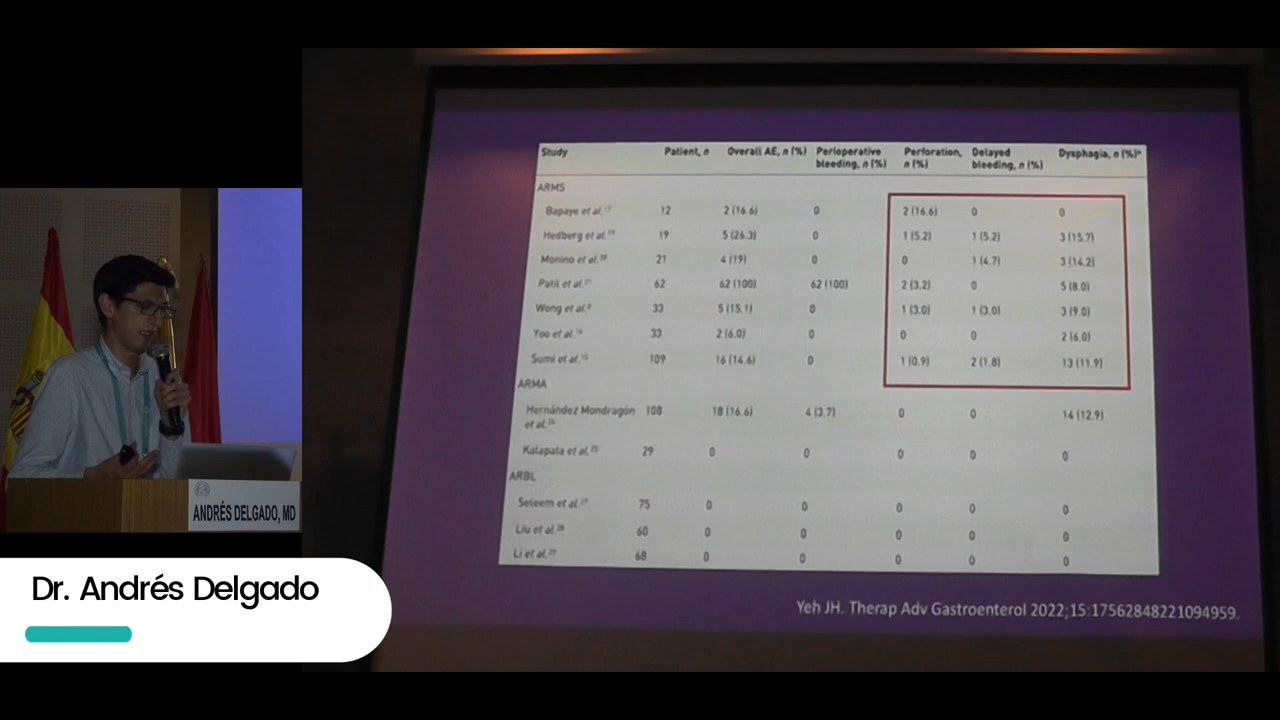 Study Patient, n Overall AE, n (%) Perioperative bleeding, n (%) Perforation, n (%) Delayed bleeding, n (%) Dysphagia, n (%)ᵃ
ARMS
Bapaye et al.¹⁷ 12 2 (16.6) 0 2 (16.6) 0 0
Hedberg et al.¹⁹ 19 5 (26.3) 0 1 (5.2) 1 (5.2) 3 (15.7)
Monino et al.²⁰ 21 4 (19) 0 0 1 (4.7) 3 (14.2)
Patil et al.²¹ 62 62 (100) 62 (100) 2 (3.2) 0 5 (8.0)
Wong et al. 33 5 (15.1) 0 1 (3.0) 1 (3.0) 3 (9.0)
Yoo et al. 33 2 (6.0) 0 0 0 2 (6.0)
Sumi et al. 109 16 (14.6) 0 1 (0.9) 2 (1.8) 13 (11.9)
ARMA
Hernández Mondragón et al. 108 18 (16.6) 4 (3.7) 0 0 14 (12.9)
Kalapala et al.²⁵ 29 0 0 0 0 0
ARBL
Seleem et al.²⁷ 75 0 0 0 0 0
Liu et al.²⁸ 60 0 0 0 0 0
Li et al.²⁹ 68 0 0 0 0 0
Yeh JH. Therap Adv Gastroenterol 2022;15:17562848221094959.
ANDRÉS DELGADO, MD
Dr. Andrés Delgado